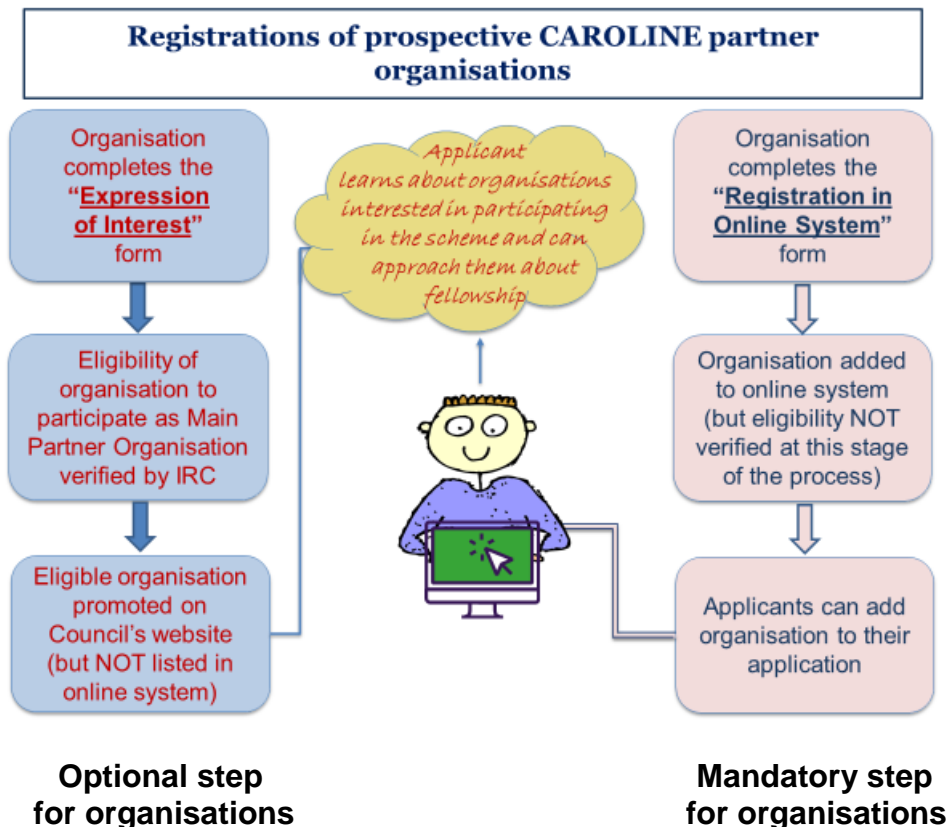 Registrations of prospective CAROLINE partner
organisations
Organisation
completes the
“Expression
of Interest”
form
Eligibility of
organisation to
participate as Main
Partner Organisation
verified by IRC
Eligible organisation
promoted on
Council’s website
(but NOT listed in
online system)
Optional step
for organisations
Applicant
learns about organisations
interested in participating
in the scheme and can
approach them about
fellowship
Organisation
completes the
“Registration in
Online System”
form
Organisation added
to online system
(but eligibility NOT
verified at this stage
of the process)
Applicants can add
organisation to their
application
Mandatory step
for organisations